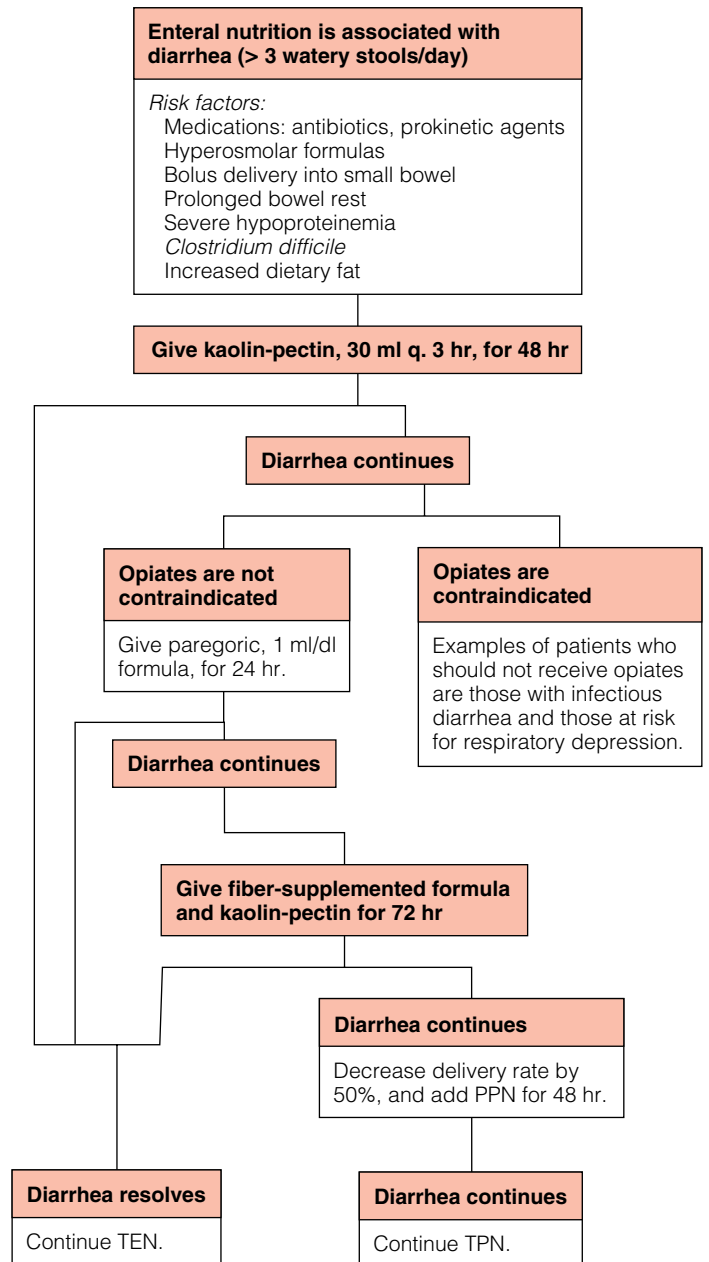 Enteral nutrition is associated with
diarrhea (> 3 watery stools/day)
Risk factors:
Medications: antibiotics, prokinetic agents
Hyperosmolar formulas
Bolus delivery into small bowel
Prolonged bowel rest
Severe hypoproteinemia
Clostridium difficile
Increased dietary fat
Give kaolin-pectin, 30 ml q. 3 hr, for 48 hr
Diarrhea continues
Opiates are not
contraindicated
Give paregoric, 1 ml/dl
formula, for 24 hr.
Opiates are
contraindicated
Examples of patients who
should not receive opiates
are those with infectious
diarrhea and those at risk
for respiratory depression.
Diarrhea continues
Give fiber-supplemented formula
and kaolin-pectin for 72 hr
Diarrhea continues
Decrease delivery rate by
50%, and add PPN for 48 hr.
Diarrhea resolves
Continue TEN.
Diarrhea continues
Continue TPN.